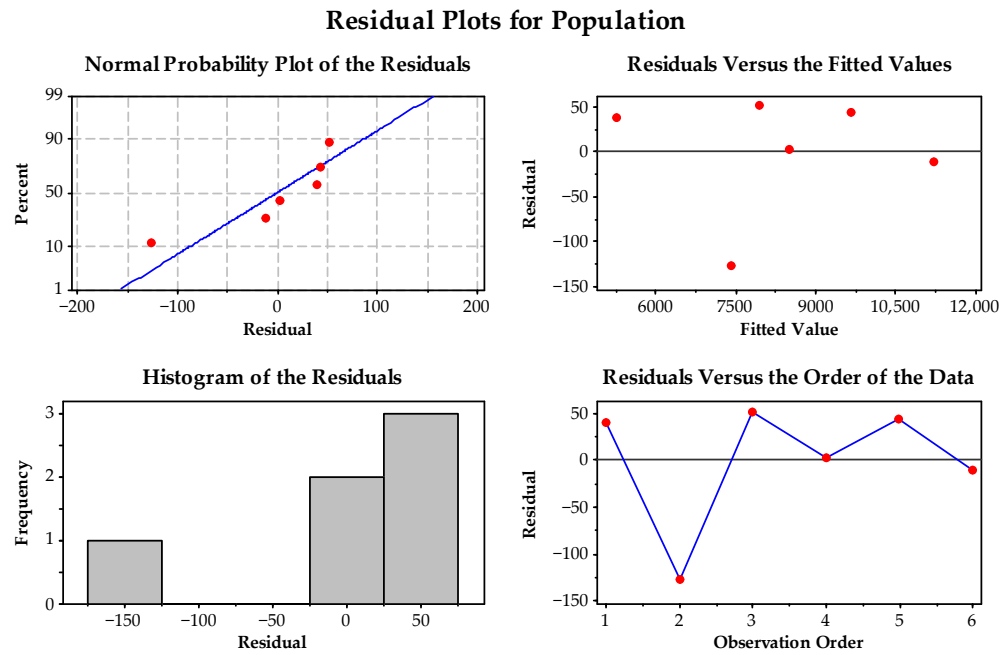 Residual Plots for Population
Normal Probability Plot of the Residuals
99
90
50
10
1
Percent
−200 −100 0 100 200
Residual
Residuals Versus the Fitted Values
50
0
−50
−100
−150
Residual
6000 7500 9000 10,500 12,000
Fitted Value
Histogram of the Residuals
3
2
1
0
Frequency
−150 −100 −50 0 50
Residual
Residuals Versus the Order of the Data
50
0
−50
−100
−150
Residual
1 2 3 4 5 6
Observation Order